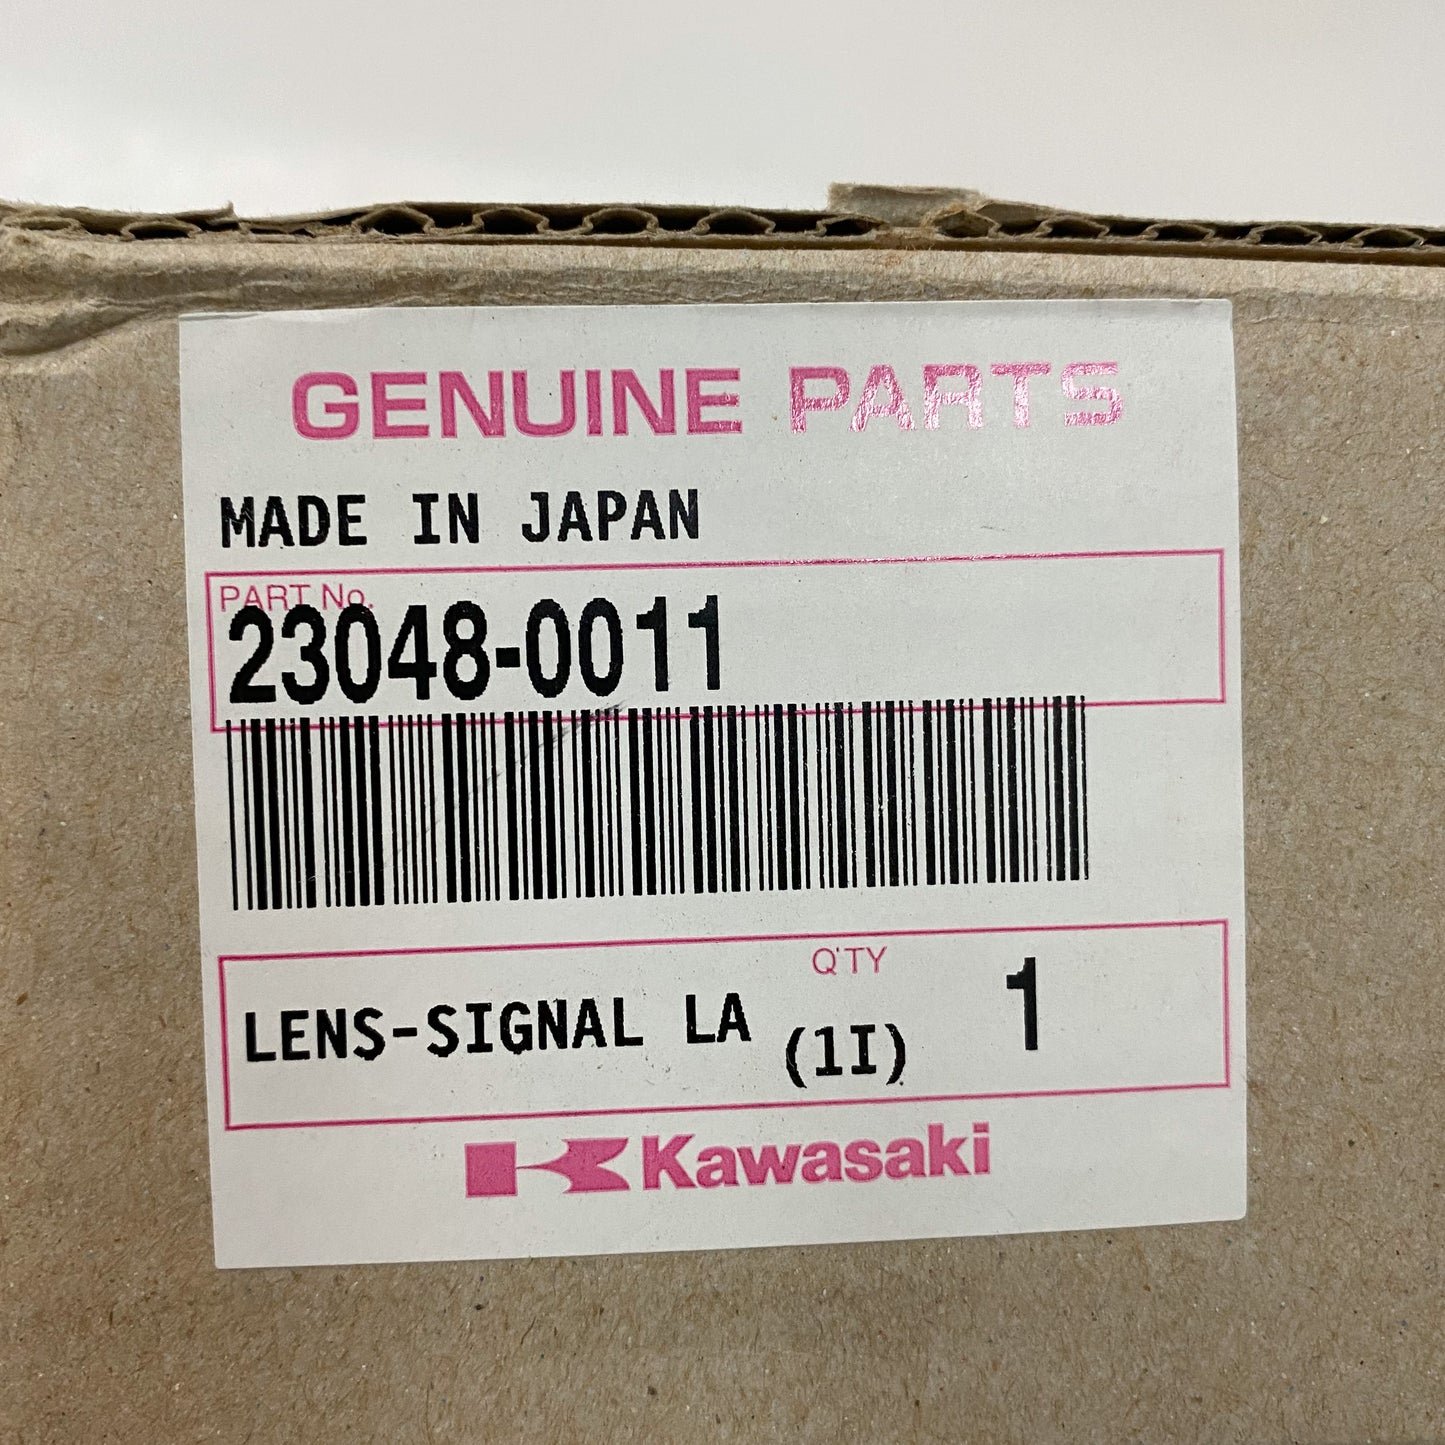 GENUINE PARTS
MADE IN JAPAN
PART No.
23048-0011
Q'TY
LENS-SIGNAL LA (1I) 1
Kawasaki